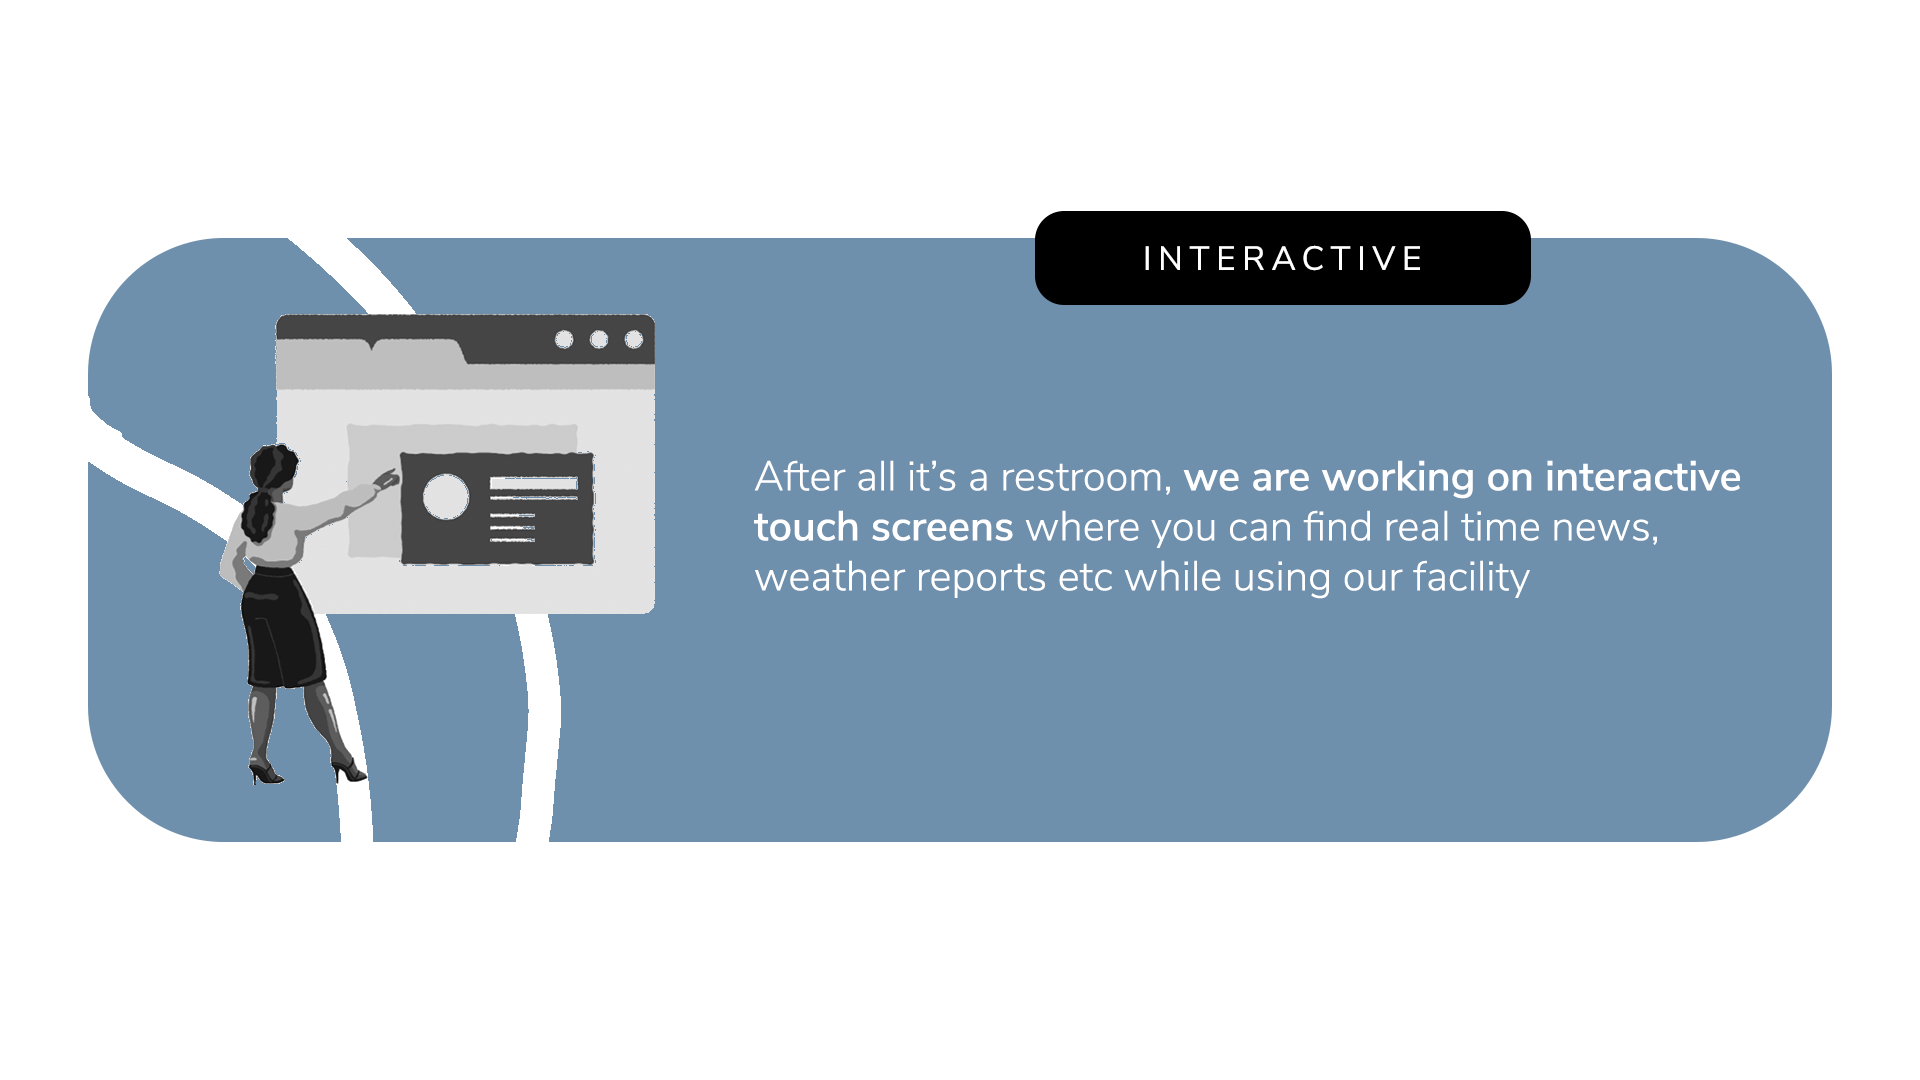 INTERACTIVE
After all it’s a restroom, we are working on interactive
touch screens where you can find real time news,
weather reports etc while using our facility